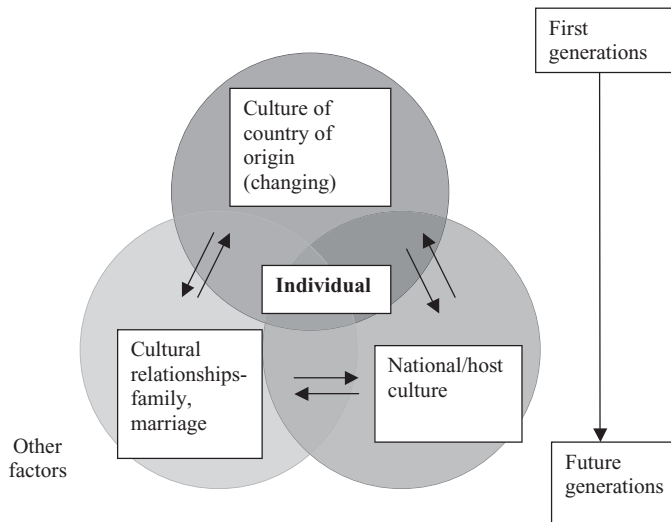 First
generations
Culture of
country of
origin
(changing)
Individual
Cultural
relationships-
family,
marriage
National/host
culture
Other
factors
Future
generations